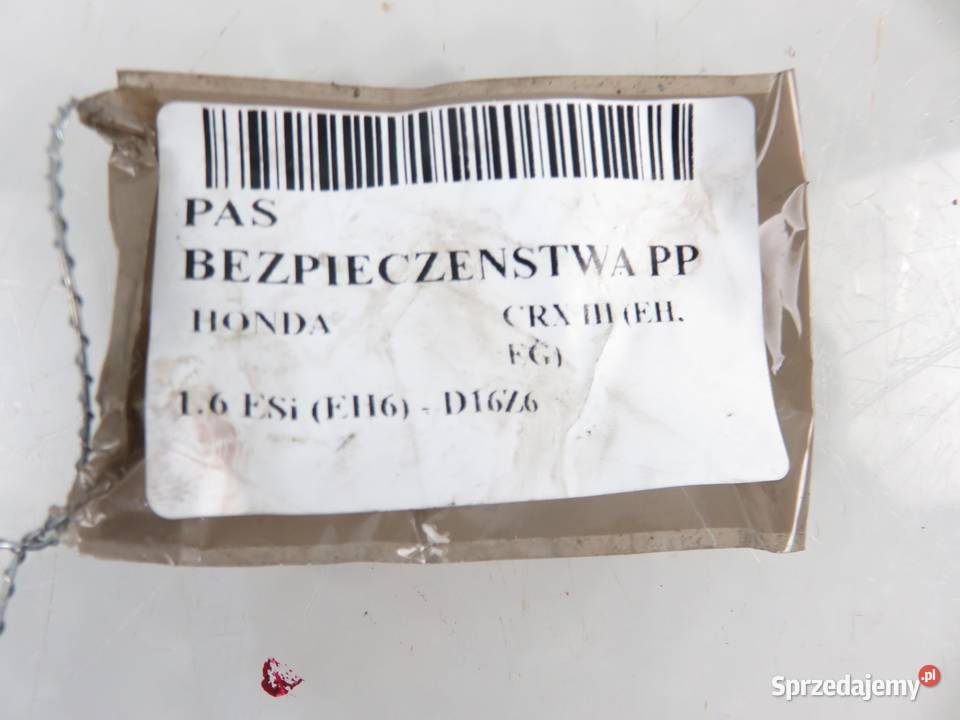 PAS
BEZPIECZENSTWA PP
HONDA CRX III (EH,
EG)
1.6 ESi (EH6) - D16Z6
Sprzedajemy.pl